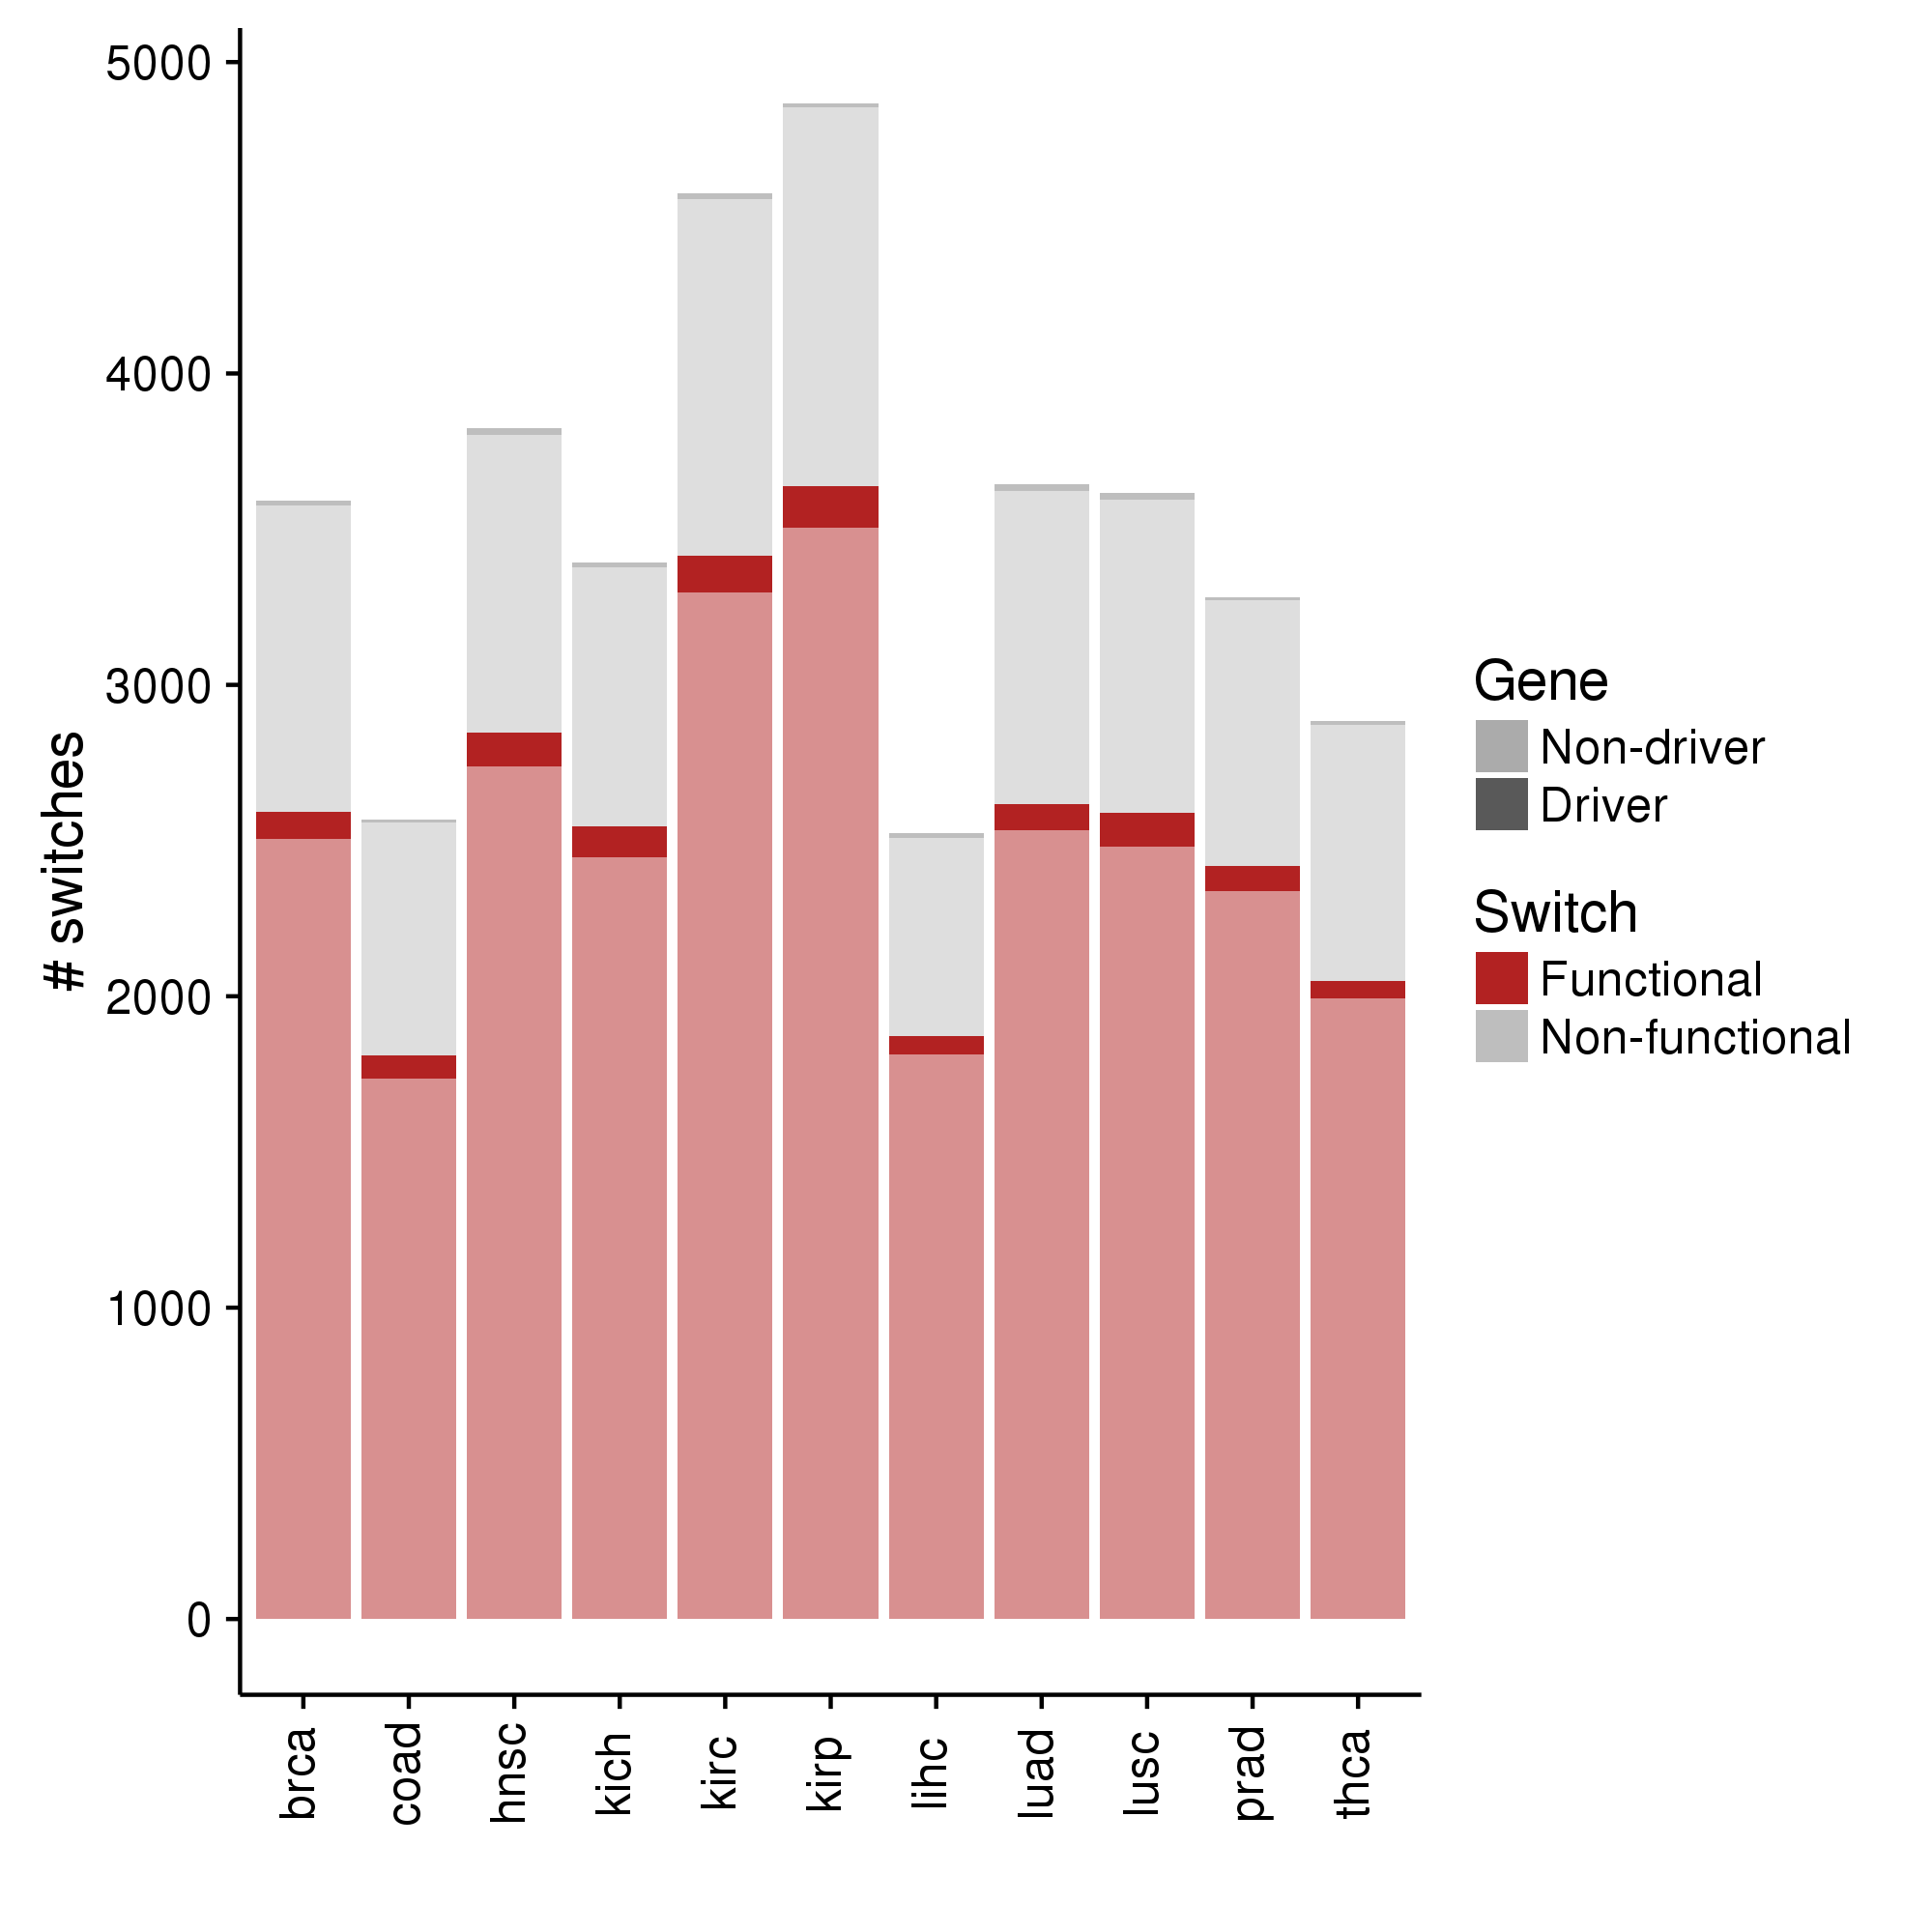 # switches
5000
4000
3000
2000
1000
0
brca
coad
hnsc
kich
kirc
kirp
lihc
luad
lusc
prad
thca
Gene
Non-driver
Driver
Switch
Functional
Non-functional